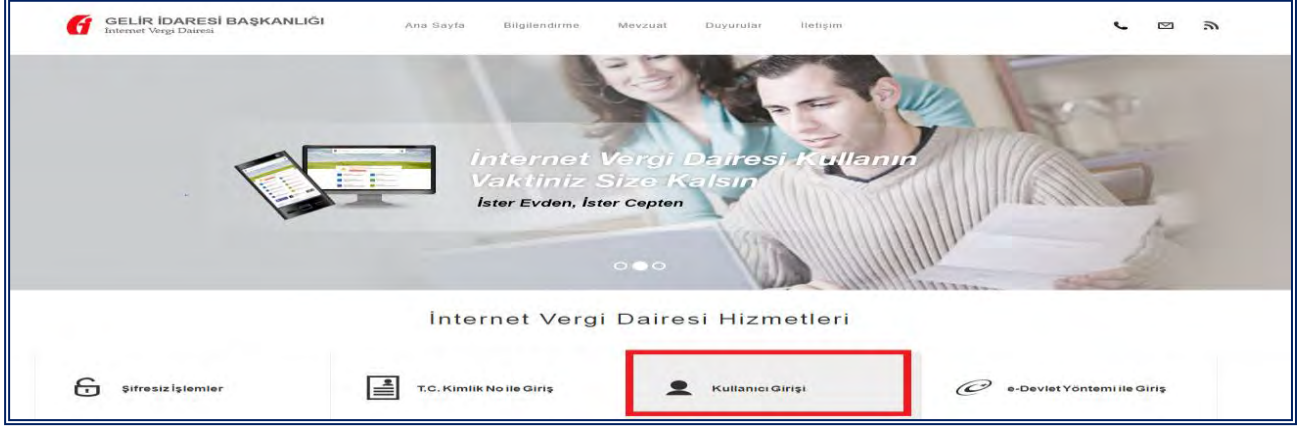 GELİR İDARESİ BAŞKANLIĞI
Internet Vergi Dairesi
Ana Sayfa Bilgilendirme Mevzuat Duyurular İletişim
İnternet Vergi Dairesi Kullanın
Vaktiniz Size Kalsın
İster Evden, İster Cepten
İnternet Vergi Dairesi Hizmetleri
Şifresiz İşlemler
T.C. Kimlik No ile Giriş
Kullanıcı Girişi
e-Devlet Yöntemi ile Giriş